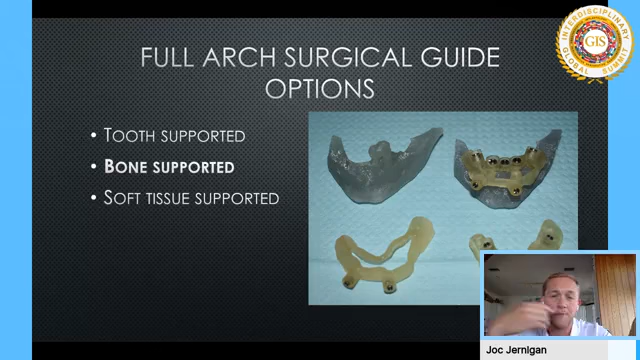 FULL ARCH SURGICAL GUIDE
OPTIONS
• TOOTH SUPPORTED
• BONE SUPPORTED
• SOFT TISSUE SUPPORTED
INTERDISCIPLINARY
GIS
GLOBAL SUMMIT
Joc Jernigan